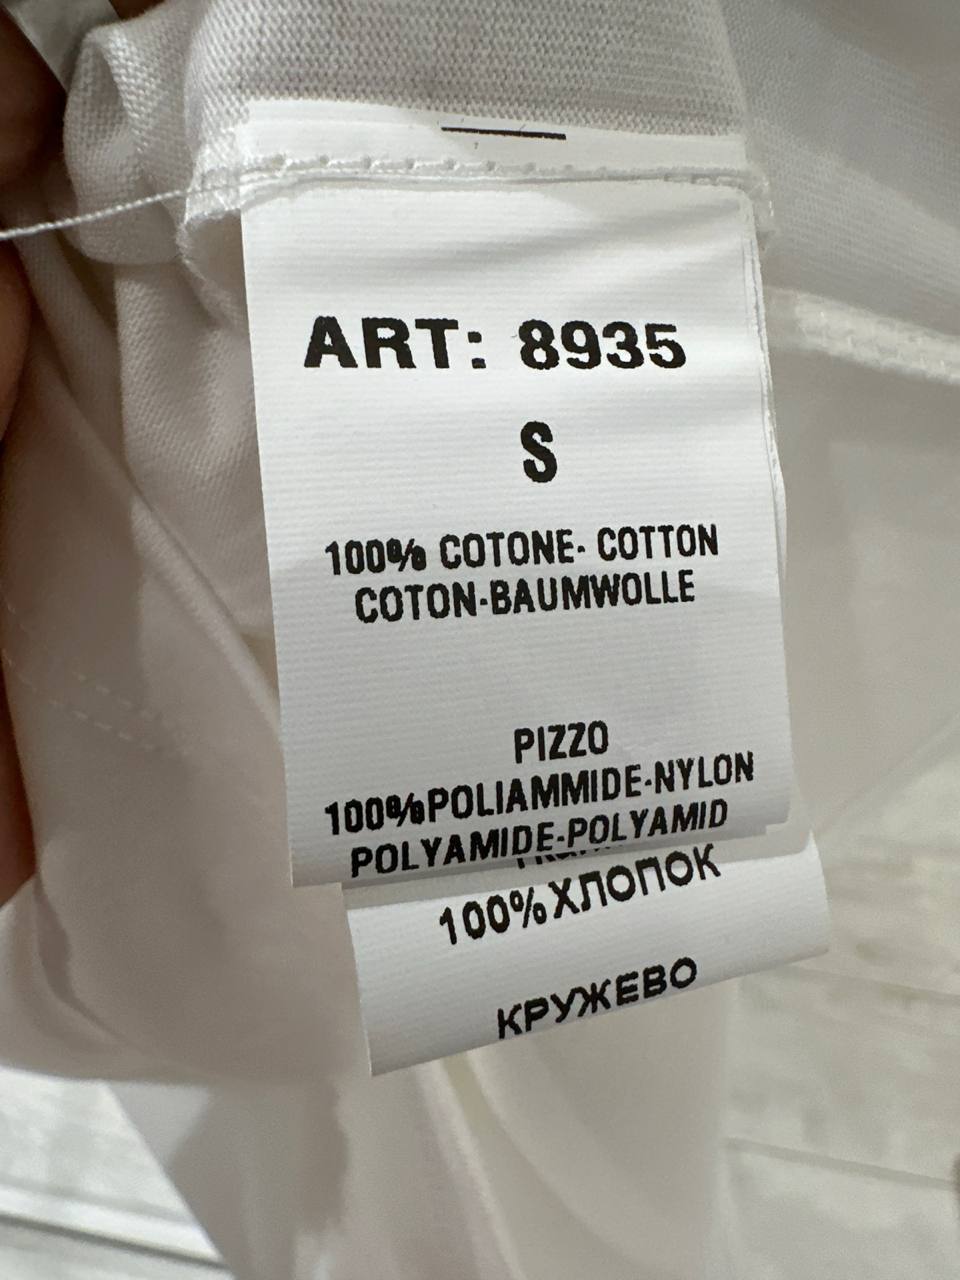 ART: 8935
S
100% COTONE- COTTON
COTON-BAUMWOLLE
PIZZO
100%POLIAMMIDE-NYLON
POLYAMIDE-POLYAMID
100%ХЛОПОК
КРУЖЕВО